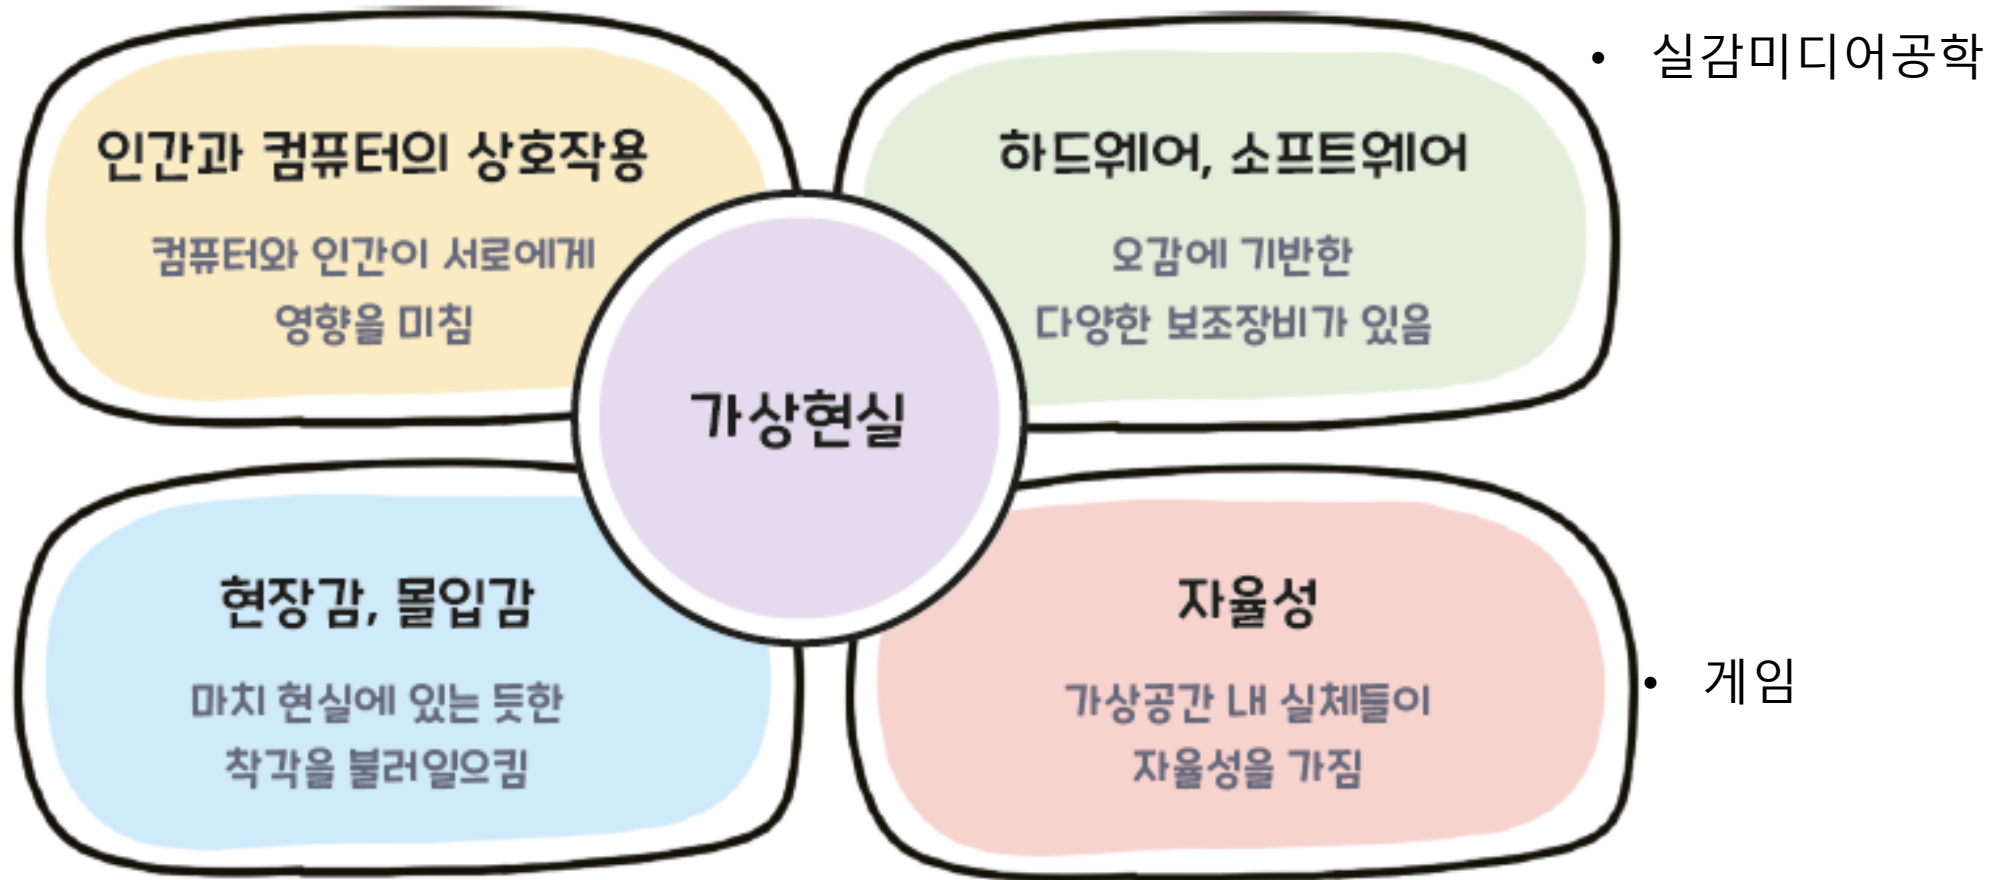 인간과 컴퓨터의 상호작용
컴퓨터와 인간이 서로에게
영향을 미침
하드웨어, 소프트웨어
오감에 기반한
다양한 보조장비가 있음
• 실감미디어공학
가상현실
현장감, 몰입감
마치 현실에 있는 듯한
착각을 불러일으킴
자율성
가상공간 내 실체들이
자율성을 가짐
• 게임